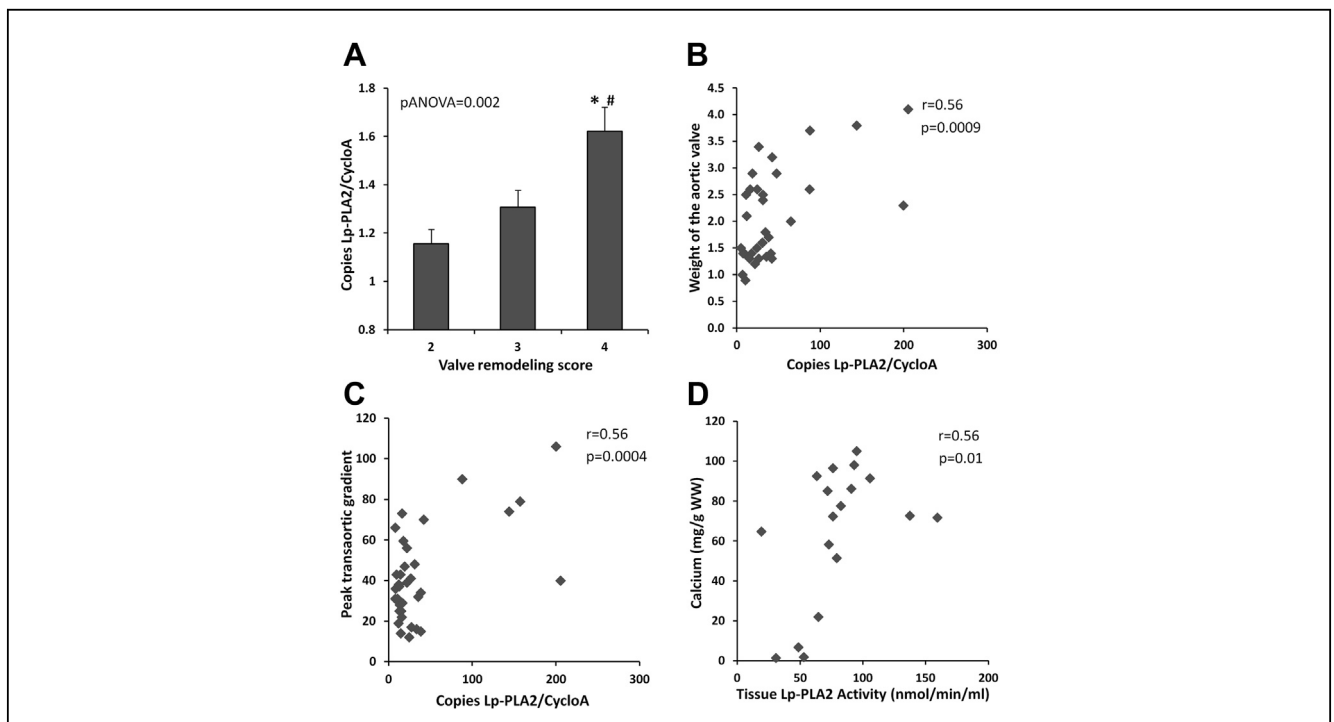 A
pANOVA=0.002
* #
1.8
1.6
1.4
1.2
1
0.8
Copies Lp-PLA2/CycloA
2 3 4
Valve remodeling score
B
r=0.56
p=0.0009
4.5
4.0
3.5
3.0
2.5
2.0
1.5
1.0
0.5
0.0
Weight of the aortic valve
0 100 200 300
Copies Lp-PLA2/CycloA
C
r=0.56
p=0.0004
120
100
80
60
40
20
0
Peak transaortic gradient
0 100 200 300
Copies Lp-PLA2/CycloA
D
r=0.56
p=0.01
120
100
80
60
40
20
0
Calcium (mg/g WW)
0 50 100 150 200
Tissue Lp-PLA2 Activity (nmol/min/ml)